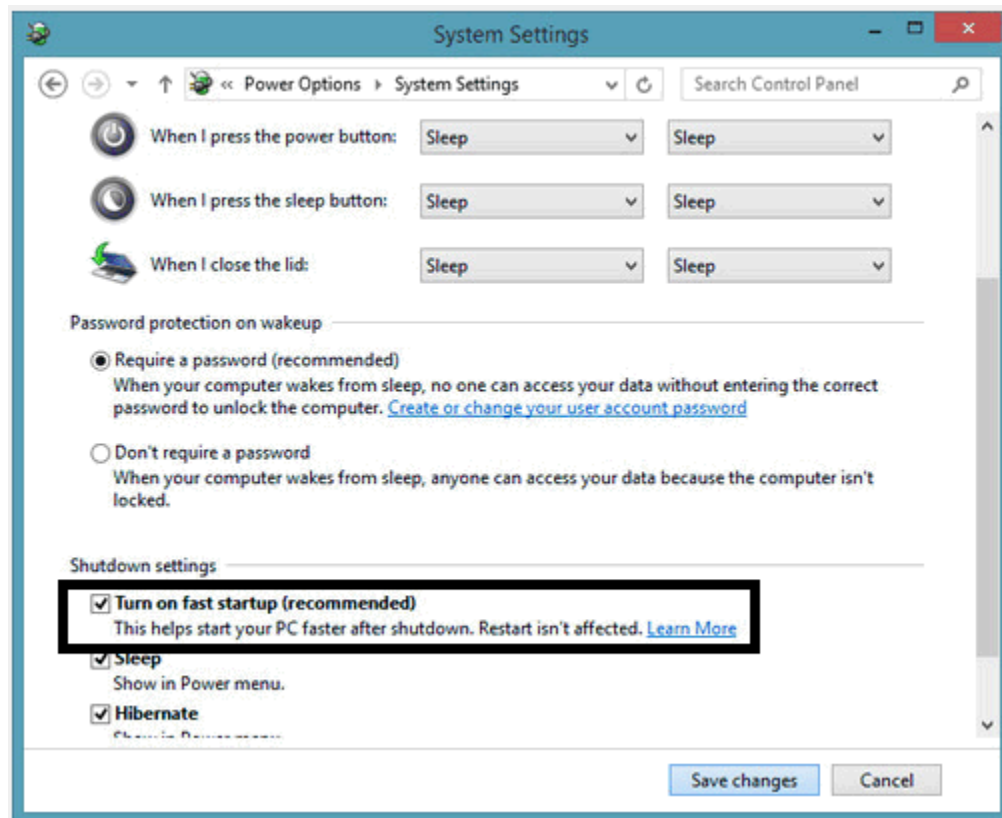 System Settings
« Power Options System Settings Search Control Panel
When I press the power button: Sleep Sleep
When I press the sleep button: Sleep Sleep
When I close the lid: Sleep Sleep
Password protection on wakeup
Require a password (recommended)
When your computer wakes from sleep, no one can access your data without entering the correct
password to unlock the computer. Create or change your user account password
Don't require a password
When your computer wakes from sleep, anyone can access your data because the computer isn't
locked.
Shutdown settings
Turn on fast startup (recommended)
This helps start your PC faster after shutdown. Restart isn't affected. Learn More
Sleep
Show in Power menu.
Hibernate
Show in Power menu.
Save changes Cancel